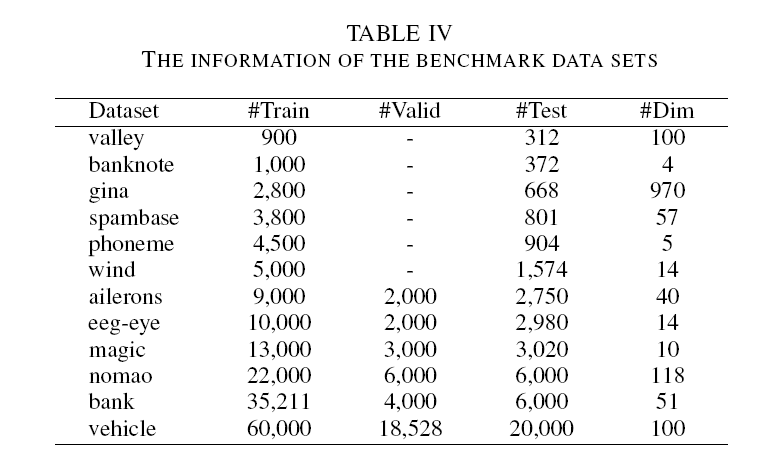 TABLE IV
THE INFORMATION OF THE BENCHMARK DATA SETS
Dataset #Train #Valid #Test #Dim
valley 900 - 312 100
banknote 1,000 - 372 4
gina 2,800 - 668 970
spambase 3,800 - 801 57
phoneme 4,500 - 904 5
wind 5,000 - 1,574 14
ailerons 9,000 2,000 2,750 40
eeg-eye 10,000 2,000 2,980 14
magic 13,000 3,000 3,020 10
nomao 22,000 6,000 6,000 118
bank 35,211 4,000 6,000 51
vehicle 60,000 18,528 20,000 100